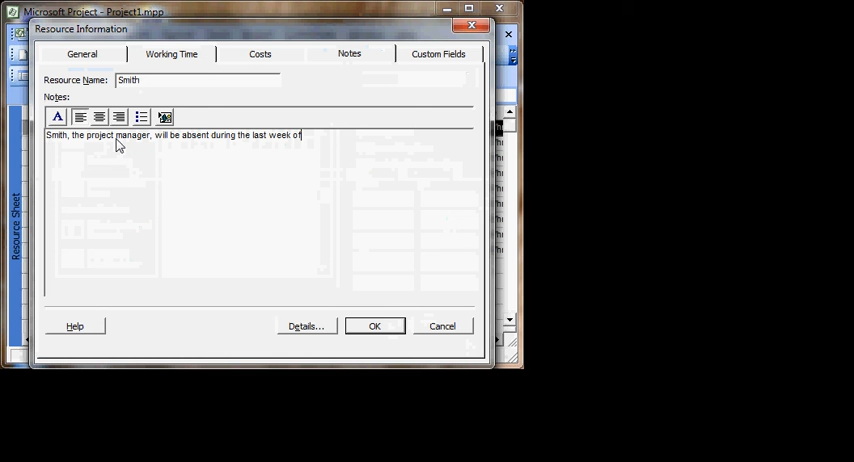 Microsoft Project - Project1.mpp
Resource Information
General
Working Time
Costs
Notes
Custom Fields
Resource Name:
Smith
Notes:
A
Smith, the project manager, will be absent during the last week of
Resource Sheet
Help
Details...
OK
Cancel